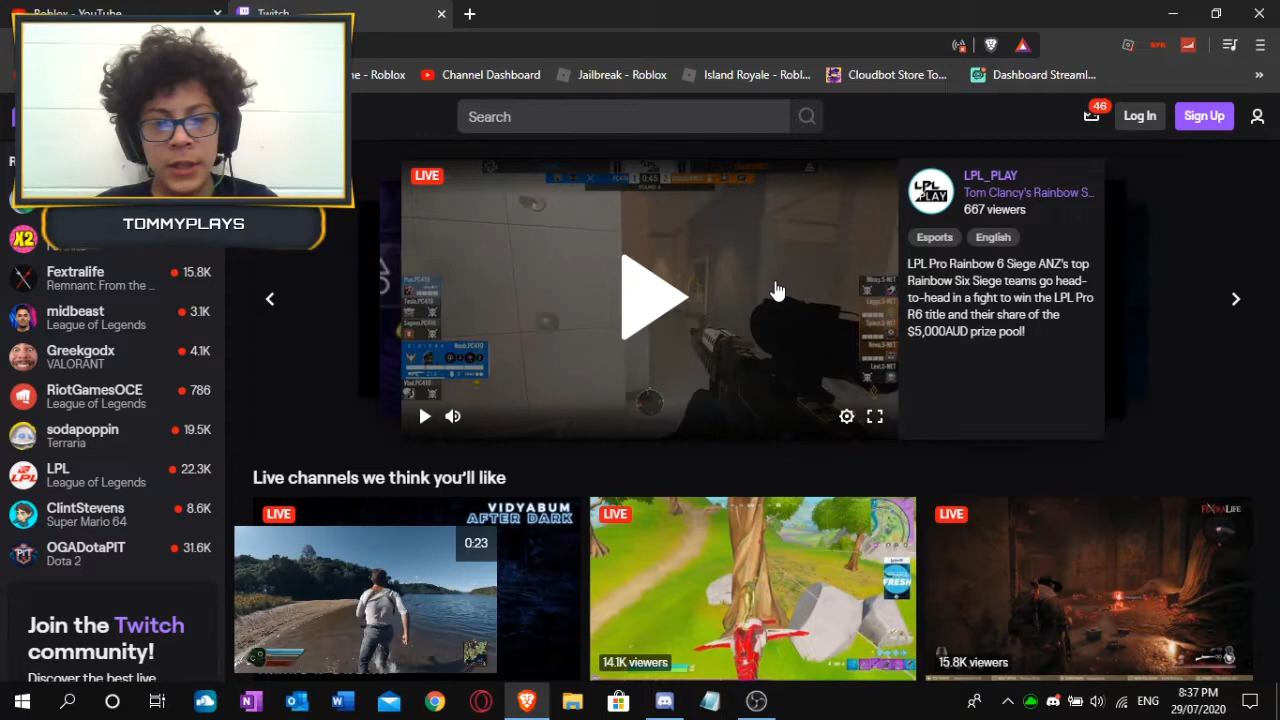 Roblox - YouTube
Twitch
me - Roblox
Channel Dashboard
Jailbreak - Roblox
Island Royale - Robl...
Cloudbot Store To...
Dashboard Streaml...
»
Search
46
Log In
Sign Up
TOMMYPLAYS
LIVE
0:45
LPL
PLAY
LPL_PLAY
Tom Clancy's Rainbow S...
667 viewers
Esports
English
LPL Pro Rainbow 6 Siege ANZ's top
Rainbow Six Siege teams go head-
to-head in a fight to win the LPL Pro
R6 title and their share of the
$5,000AUD prize pool!
X2
Fextralife
15.8K
Remnant: From the ...
midbeast
3.1K
League of Legends
Greekgodx
4.1K
VALORANT
RiotGamesOCE
786
League of Legends
sodapoppin
19.5K
Terraria
LPL
22.3K
League of Legends
ClintStevens
8.6K
Super Mario 64
OGADotaPIT
31.6K
Dota 2
Join the Twitch
community!
Discover the best live
Live channels we think you'll like
LIVE
VIDYABUM
AFTER DARK
0:23
LIVE
FRESH
14.1K viewers
LIVE
15.8K viewers
ENG
8:37 PM
29/07/2020